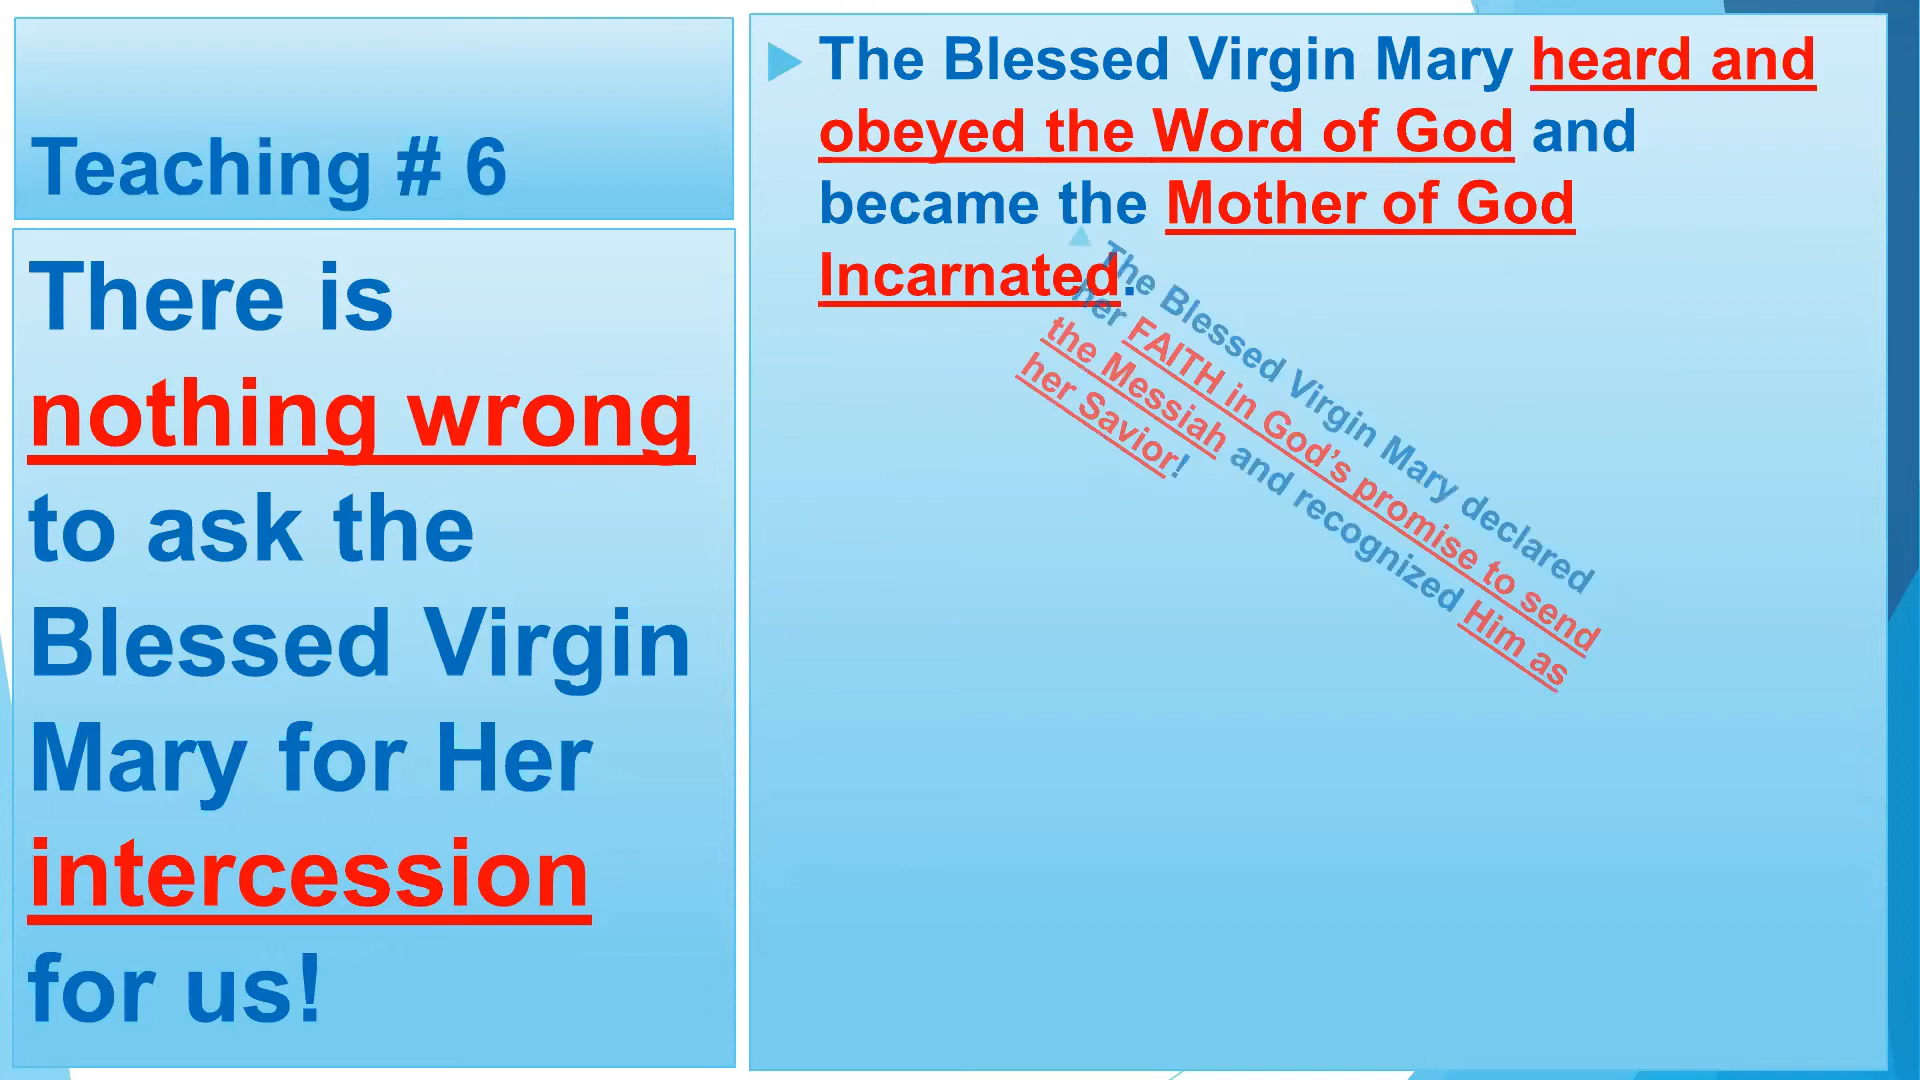 Teaching # 6
There is
nothing wrong
to ask the
Blessed Virgin
Mary for Her
intercession
for us!
The Blessed Virgin Mary heard and
obeyed the Word of God and
became the Mother of God
Incarnated.
The Blessed Virgin Mary declared
her FAITH in God's promise to send
the Messiah and recognized Him as
her Savior!